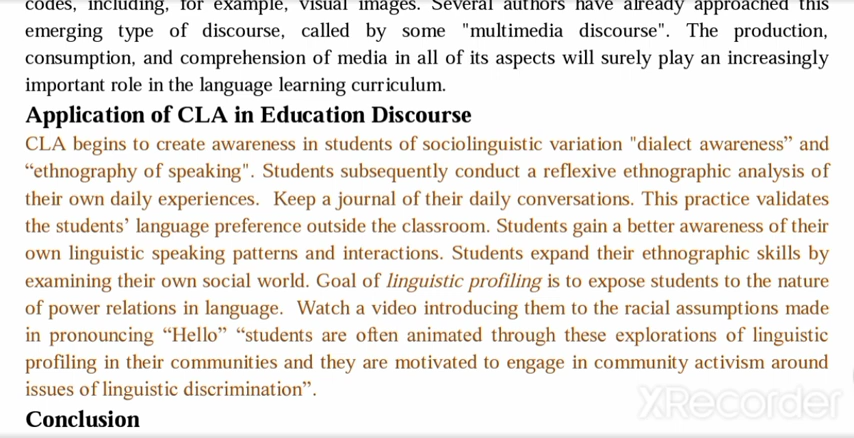 codes, including, for example, visual images. Several authors have already approached this
emerging type of discourse, called by some "multimedia discourse". The production,
consumption, and comprehension of media in all of its aspects will surely play an increasingly
important role in the language learning curriculum.
Application of CLA in Education Discourse
CLA begins to create awareness in students of sociolinguistic variation "dialect awareness” and
“ethnography of speaking". Students subsequently conduct a reflexive ethnographic analysis of
their own daily experiences.  Keep a journal of their daily conversations. This practice validates
the students’ language preference outside the classroom. Students gain a better awareness of their
own linguistic speaking patterns and interactions. Students expand their ethnographic skills by
examining their own social world. Goal of linguistic profiling is to expose students to the nature
of power relations in language.  Watch a video introducing them to the racial assumptions made
in pronouncing “Hello” “students are often animated through these explorations of linguistic
profiling in their communities and they are motivated to engage in community activism around
issues of linguistic discrimination”.
XRecorder
Conclusion